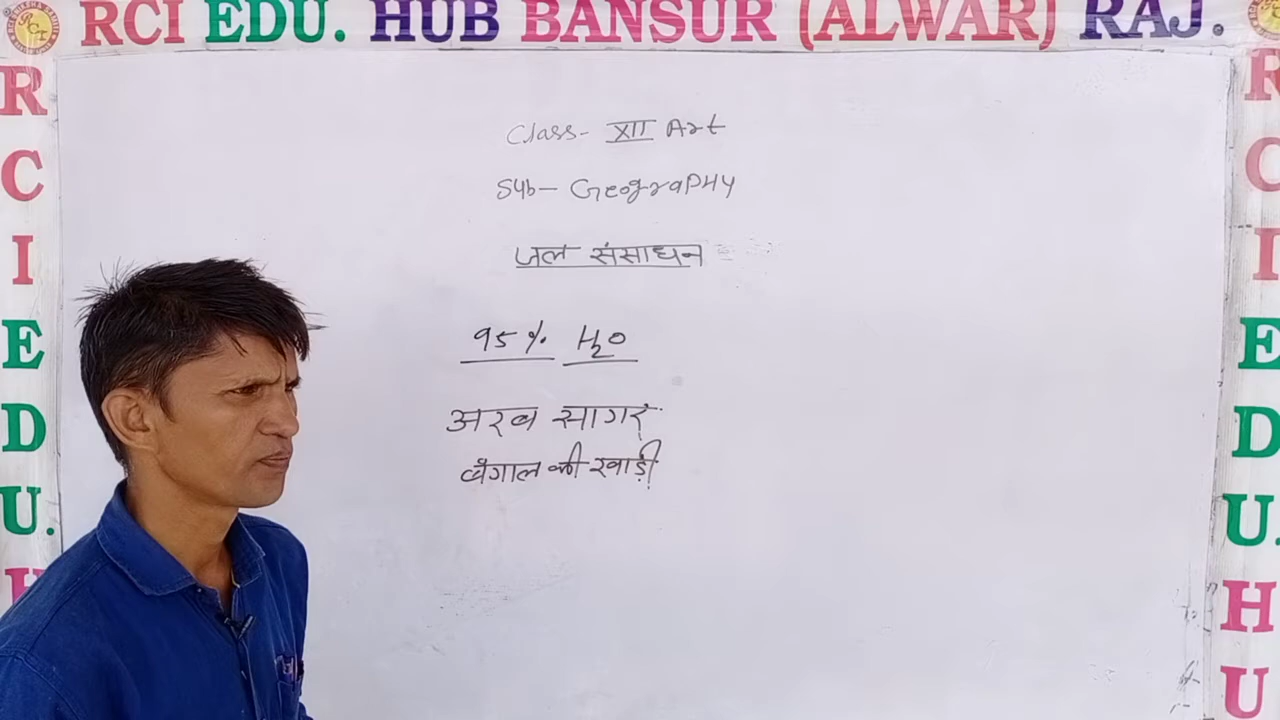 RCI EDU. HUB BANSUR (ALWAR) RAJ.
R
C
I
E
D
U.
H
Class- XII Art
Sub- Geography
जल संसाधन
95% H2O
अरब सागर
बंगाल की खाड़ी
R
C
I
E
D
U.
H
U